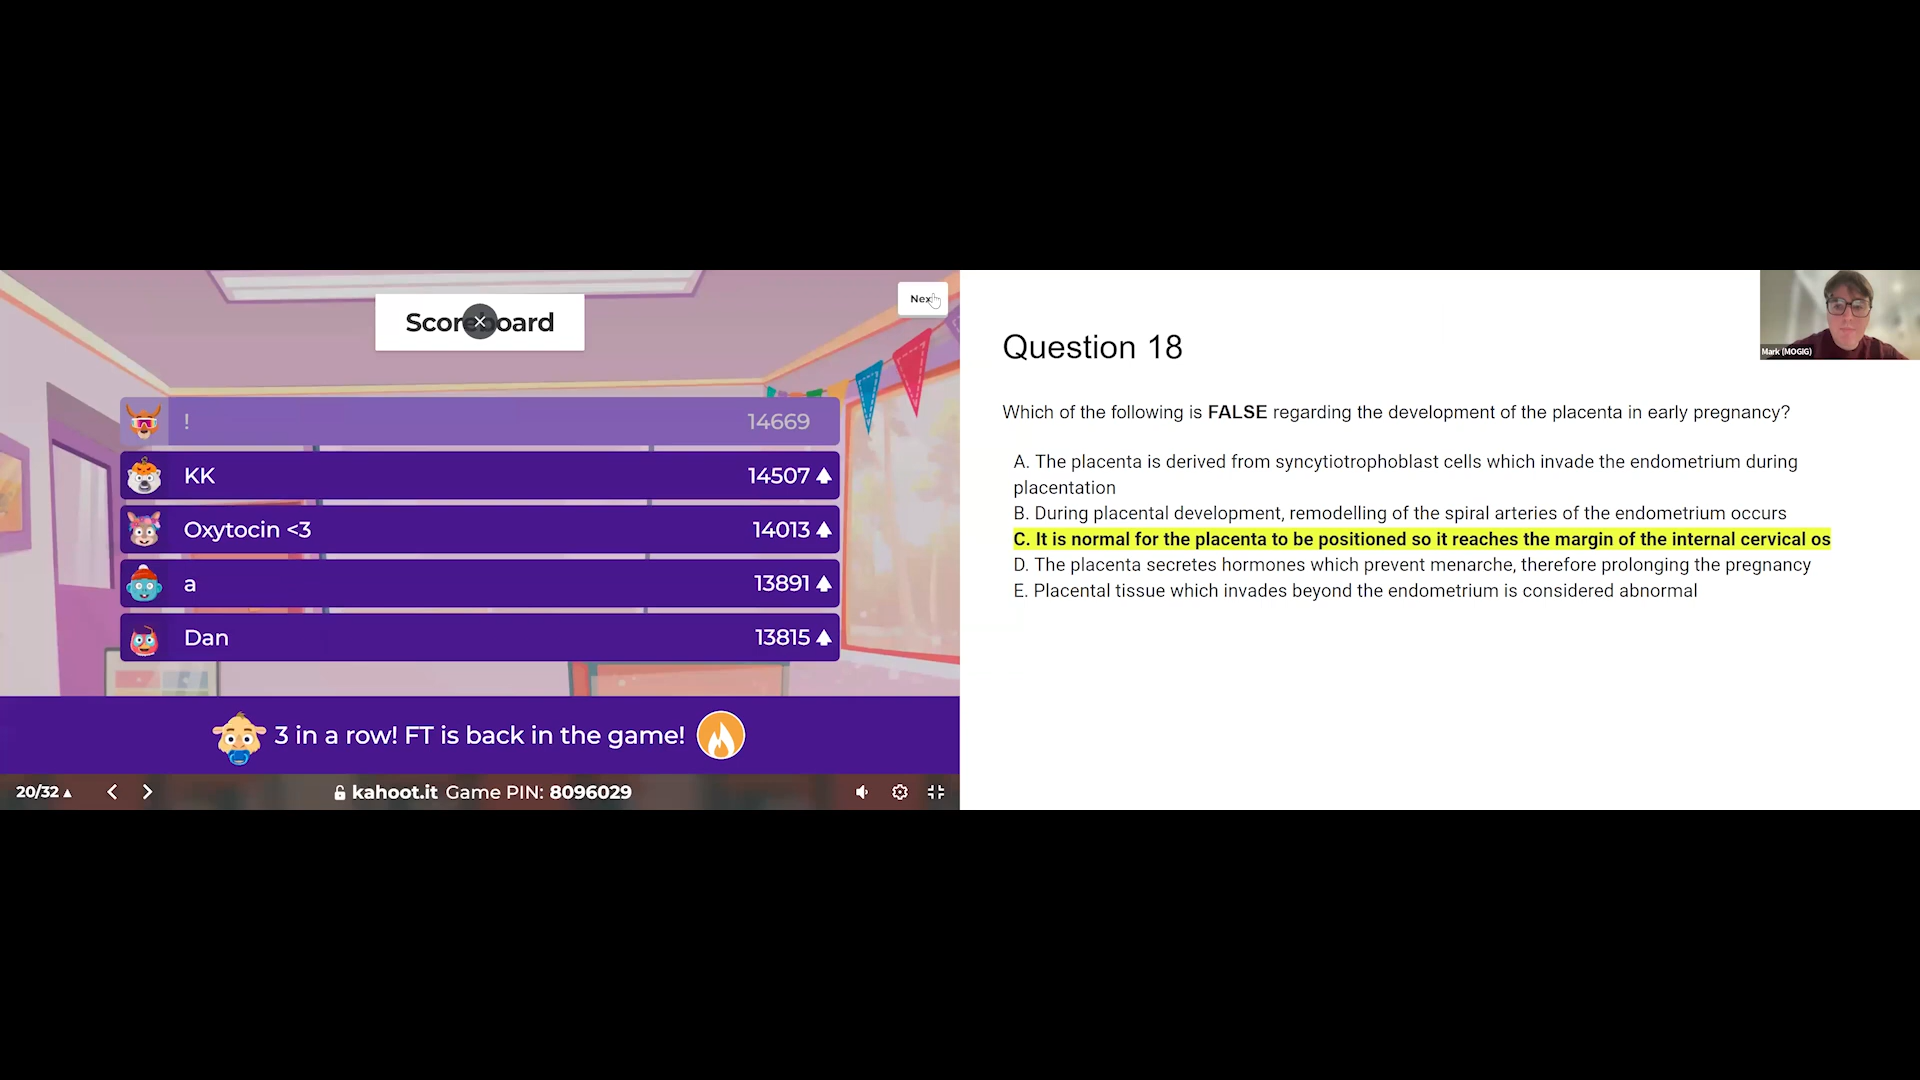 Scoreboard
Nex
! 14669
KK 14507
Oxytocin <3 14013
a 13891
Dan 13815
3 in a row! FT is back in the game!
20/32 kahoot.it Game PIN: 8096029
Mark (MOGIG)
Question 18
Which of the following is FALSE regarding the development of the placenta in early pregnancy?
A. The placenta is derived from syncytiotrophoblast cells which invade the endometrium during
placentation
B. During placental development, remodelling of the spiral arteries of the endometrium occurs
C. It is normal for the placenta to be positioned so it reaches the margin of the internal cervical os
D. The placenta secretes hormones which prevent menarche, therefore prolonging the pregnancy
E. Placental tissue which invades beyond the endometrium is considered abnormal